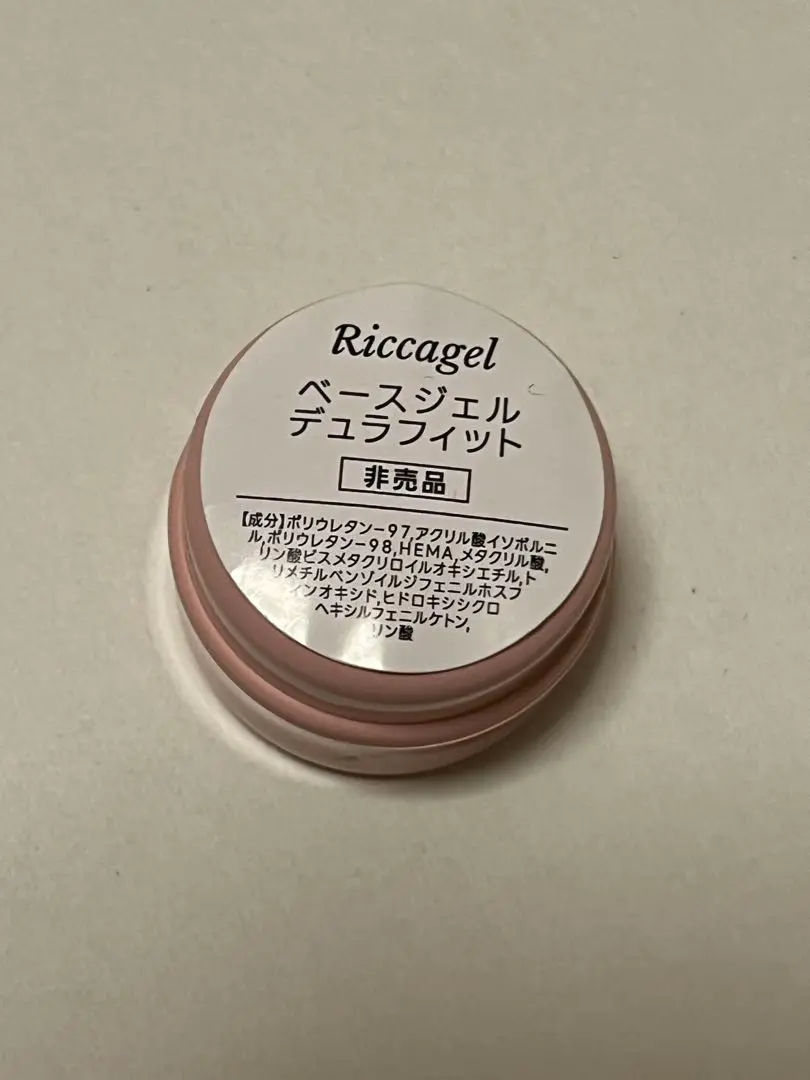 Riccagel
ベースジェル
デュラフィット
非売品
【成分】ポリウレタン-97,アクリル酸イソボルニ
ル,ポリウレタン-98,HEMA,メタクリル酸,
リン酸ビスメタクリロイルオキシエチル,ト
リメチルベンゾイルジフェニルホスフ
ィンオキシド,ヒドロキシシクロ
ヘキシルフェニルケトン,
リン酸